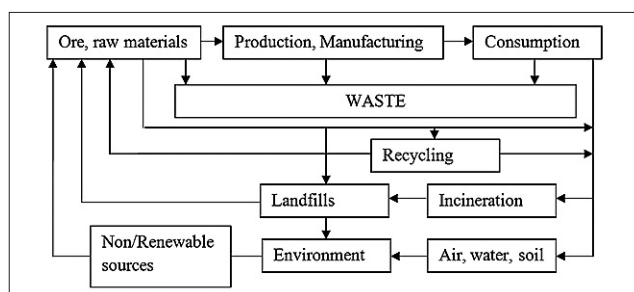 Ore, raw materials
Production, Manufacturing
Consumption
WASTE
Recycling
Landfills
Incineration
Non/Renewable
sources
Environment
Air, water, soil